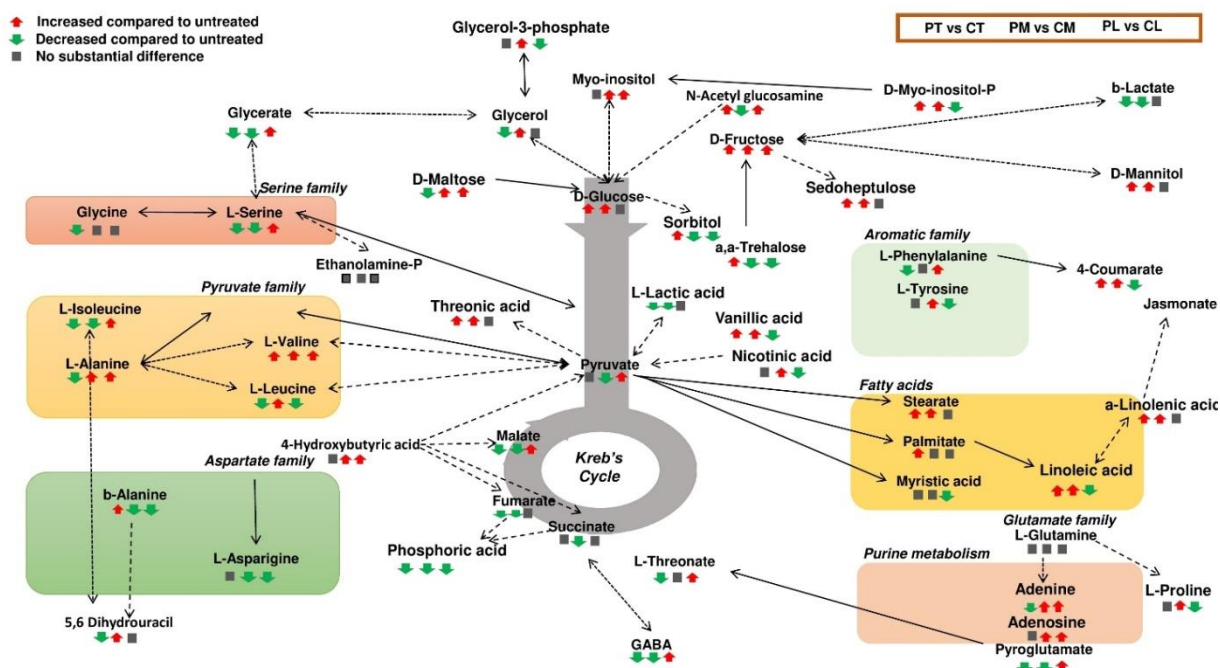 Increased compared to untreated
Decreased compared to untreated
No substantial difference
PT vs CT PM vs CM PL vs CL
Glycerol-3-phosphate
Myo-inositol
D-Myo-inositol-P
b-Lactate
N-Acetyl glucosamine
Glycerate
Glycerol
D-Fructose
D-Maltose
D-Glucose
Sedoheptulose
D-Mannitol
Serine family
Glycine
L-Serine
Sorbitol
a,a-Trehalose
Aromatic family
L-Phenylalanine
4-Coumarate
Ethanolamine-P
L-Tyrosine
Jasmonate
Pyruvate family
L-Isoleucine
Threonic acid
L-Lactic acid
Vanillic acid
L-Valine
L-Alanine
Pyruvate
Nicotinic acid
L-Leucine
Fatty acids
Stearate
a-Linolenic acid
4-Hydroxybutyric acid
Malate
Palmitate
Kreb's
Cycle
Linoleic acid
Aspartate family
Myristic acid
b-Alanine
Fumarate
Succinate
Glutamate family
L-Glutamine
Phosphoric acid
L-Asparigine
L-Threonate
Purine metabolism
Adenine
L-Proline
5,6 Dihydrouracil
Adenosine
GABA
Pyroglutamate